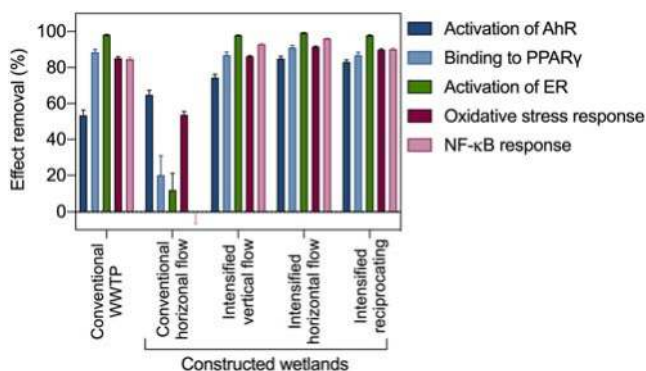 Effect removal (%)
100
80
60
40
20
0
Conventional
WWTP
Conventional
horizonal flow
Intensified
vertical flow
Intensified
horizontal flow
Intensified
reciprocating
Constructed wetlands
Activation of AhR
Binding to PPARγ
Activation of ER
Oxidative stress response
NF-κB response